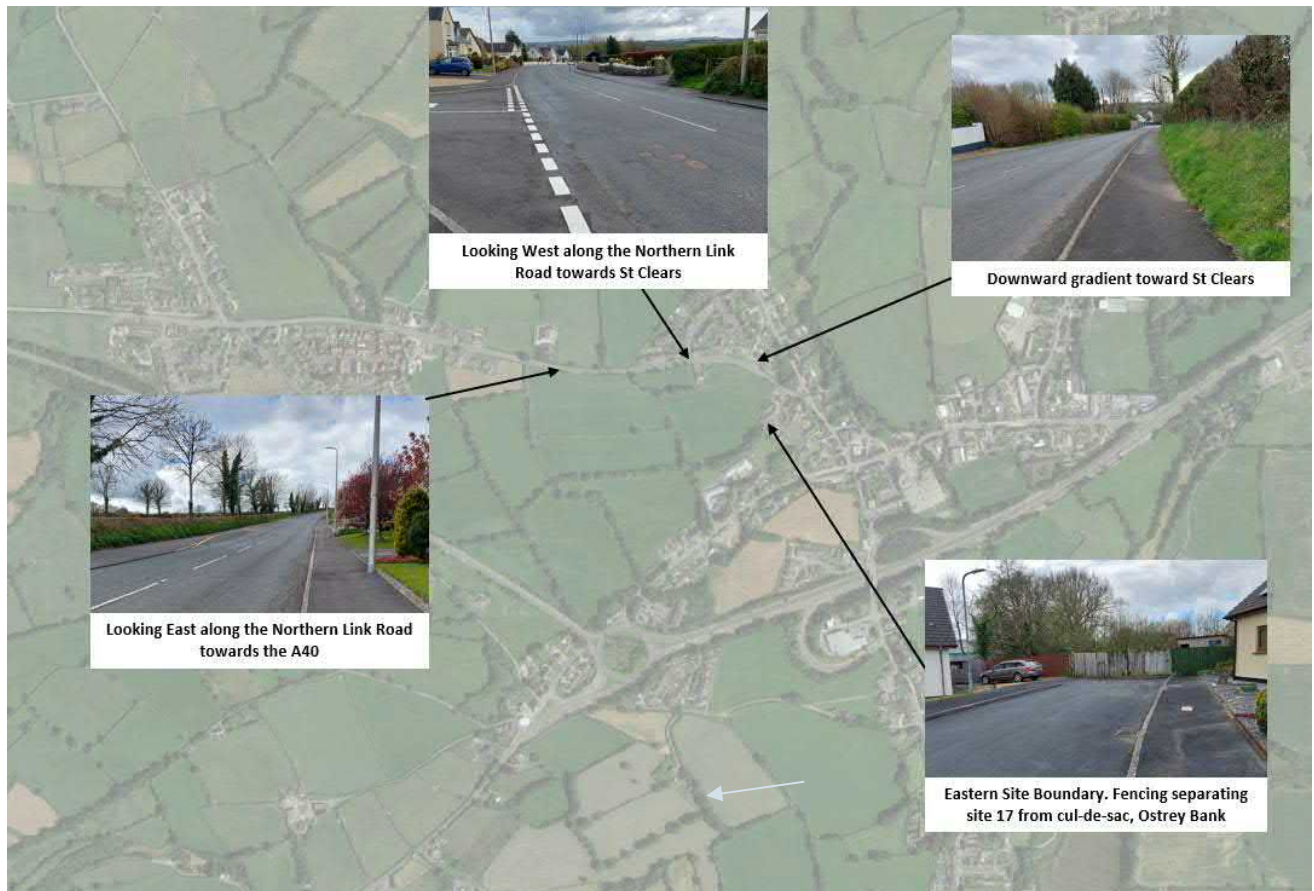 Looking West along the Northern Link
Road towards St Clears
Downward gradient toward St Clears
Looking East along the Northern Link Road
towards the A40
Eastern Site Boundary. Fencing separating
site 17 from cul-de-sac, Ostrey Bank